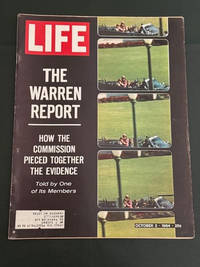 LIFE
THE
WARREN
REPORT
HOW THE
COMMISSION
PIECED TOGETHER
THE EVIDENCE
Told by One
of Its Members
OCTOBER 2 · 1964 · 25¢